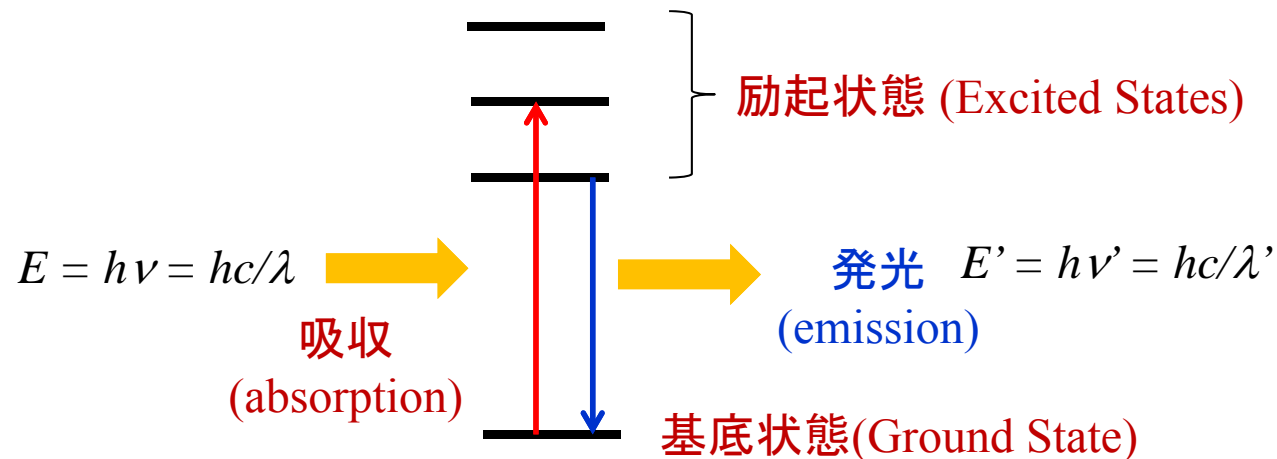 励起状態 (Excited States)
E = hν = hc/λ
吸収
(absorption)
発光
(emission)
E’ = hν’ = hc/λ’
基底状態(Ground State)